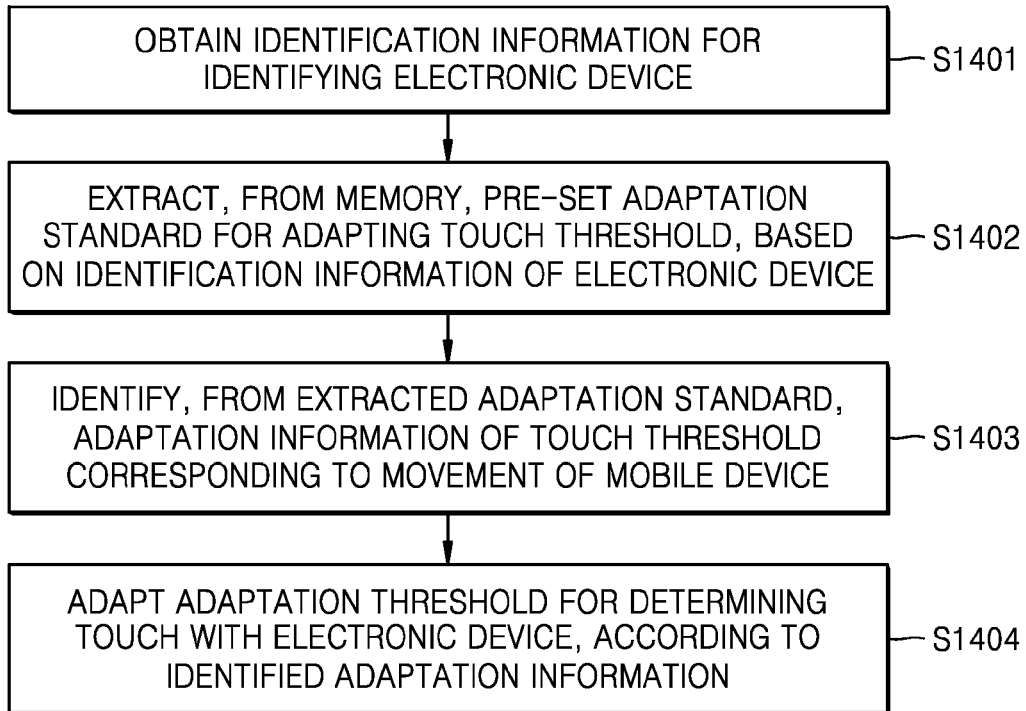 OBTAIN IDENTIFICATION INFORMATION FOR
IDENTIFYING ELECTRONIC DEVICE
S1401
EXTRACT, FROM MEMORY, PRE-SET ADAPTATION
STANDARD FOR ADAPTING TOUCH THRESHOLD, BASED
ON IDENTIFICATION INFORMATION OF ELECTRONIC DEVICE
S1402
IDENTIFY, FROM EXTRACTED ADAPTATION STANDARD,
ADAPTATION INFORMATION OF TOUCH THRESHOLD
CORRESPONDING TO MOVEMENT OF MOBILE DEVICE
S1403
ADAPT ADAPTATION THRESHOLD FOR DETERMINING
TOUCH WITH ELECTRONIC DEVICE, ACCORDING TO
IDENTIFIED ADAPTATION INFORMATION
S1404